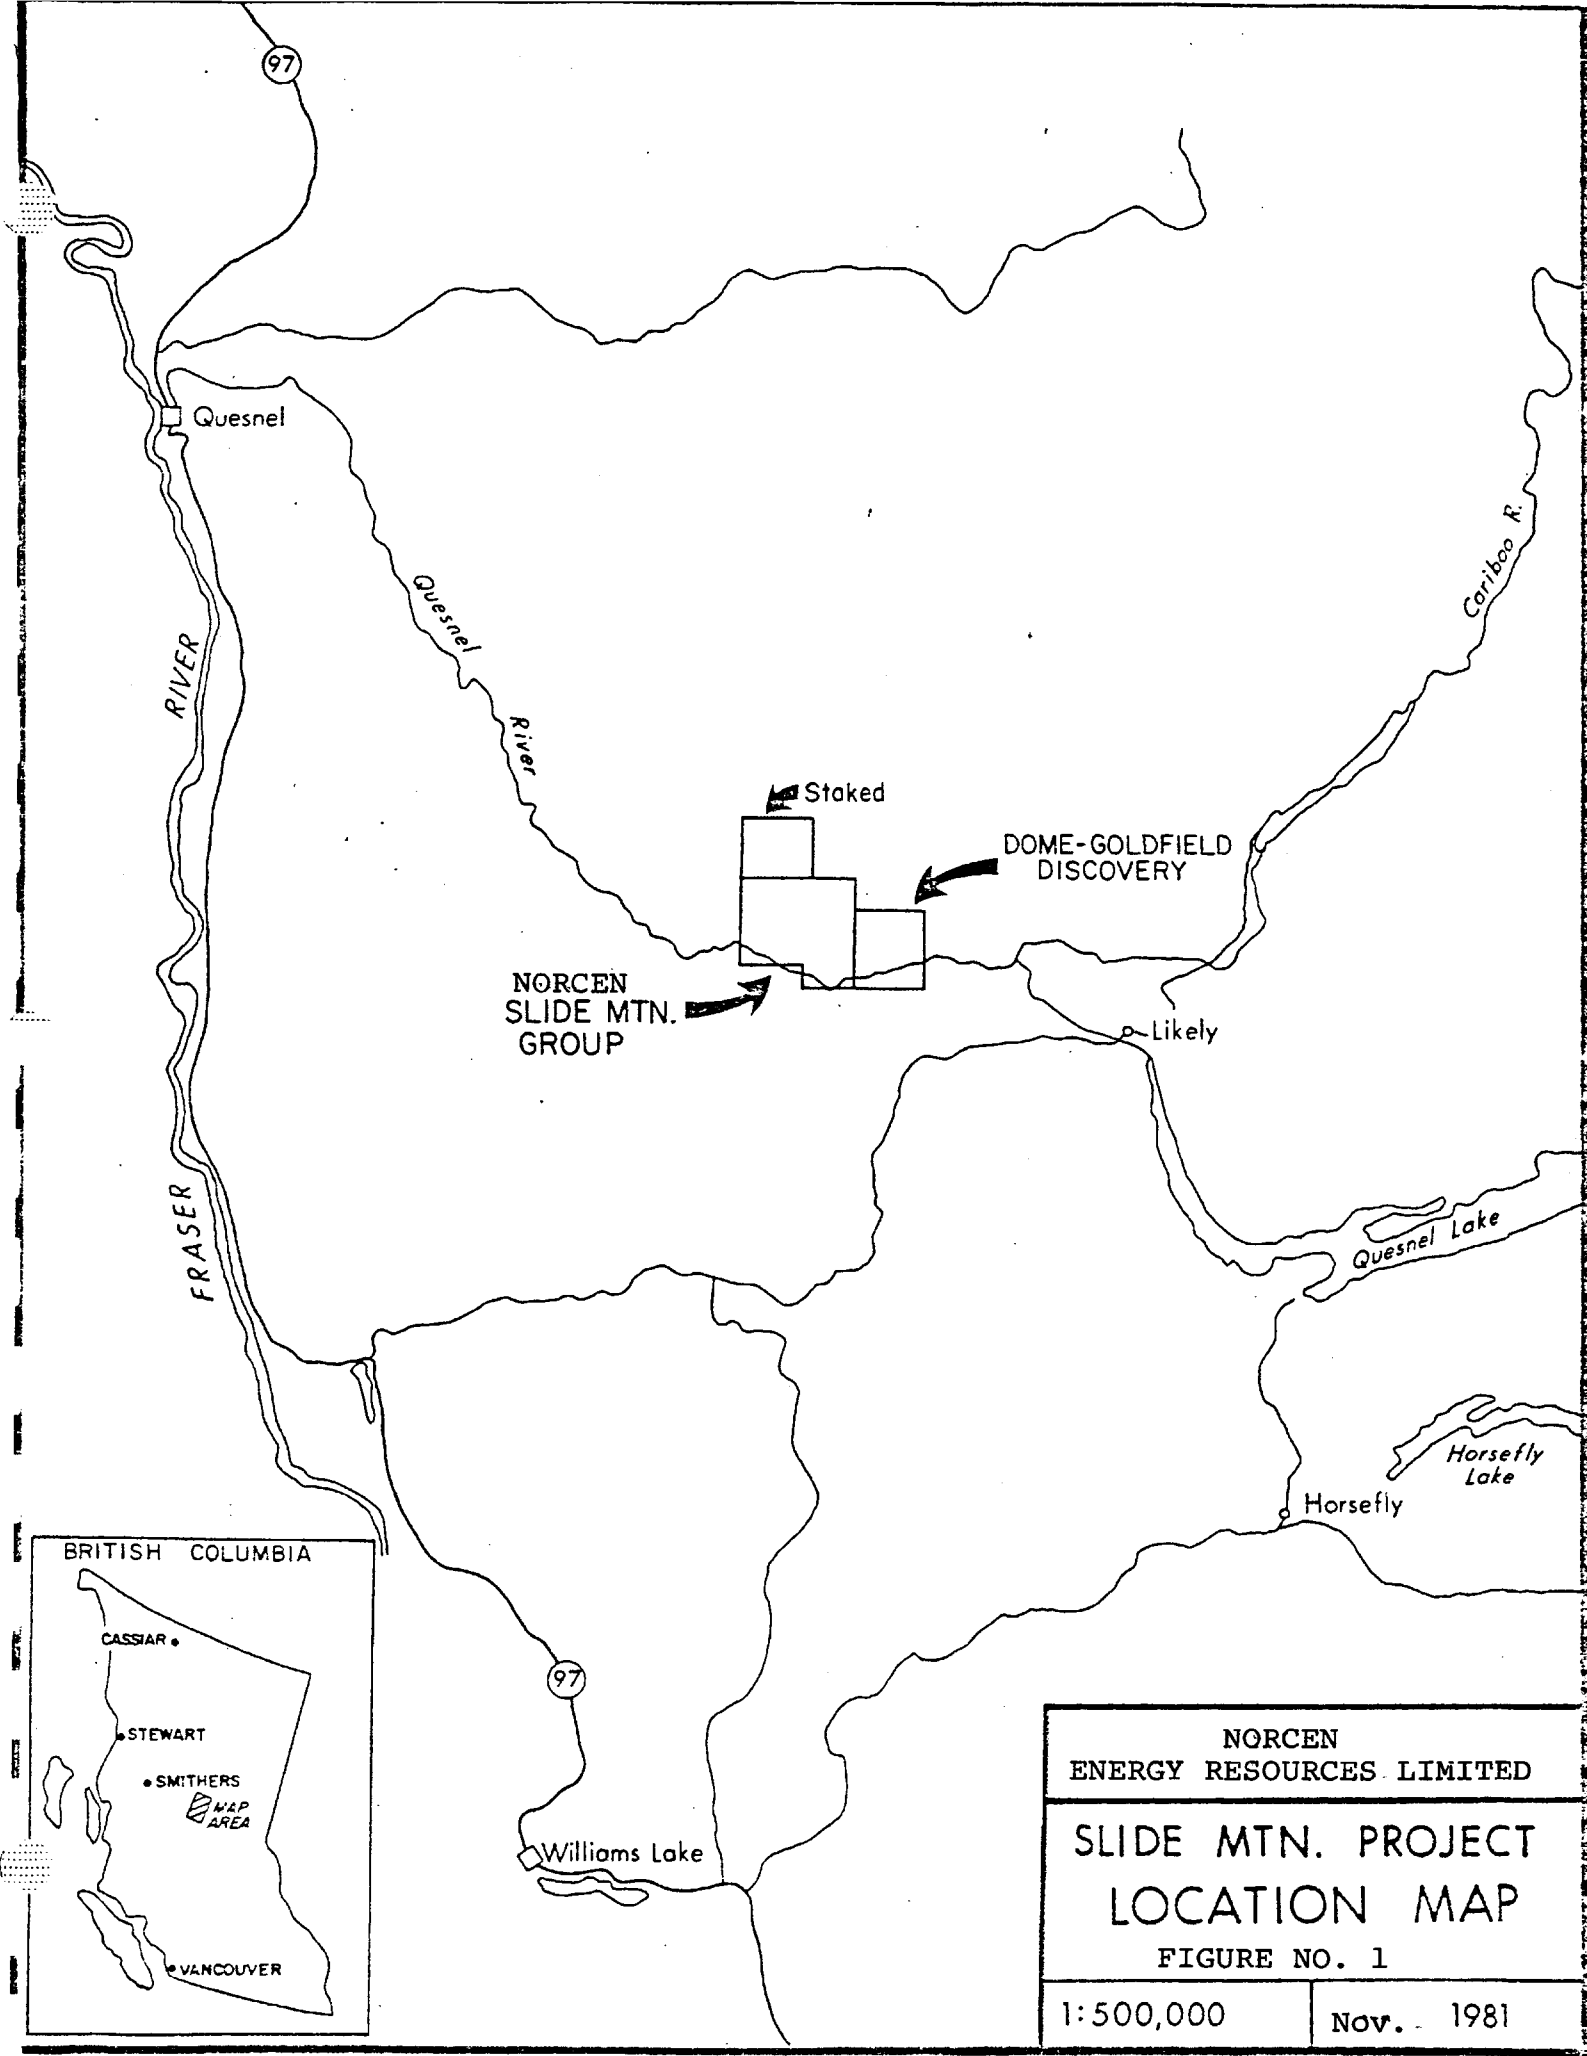 97
Quesnel
Cariboo R.
Quesnel
River
RIVER
Staked
DOME-GOLDFIELD
DISCOVERY
NORCEN
SLIDE MTN.
GROUP
Likely
FRASER
Quesnel Lake
Horsefly
Lake
Horsefly
BRITISH COLUMBIA
CASSIAR
STEWART
SMITHERS
MAP
AREA
VANCOUVER
97
Williams Lake
NORCEN
ENERGY RESOURCES LIMITED
SLIDE MTN. PROJECT
LOCATION MAP
FIGURE NO. 1
1:500,000
Nov. 1981